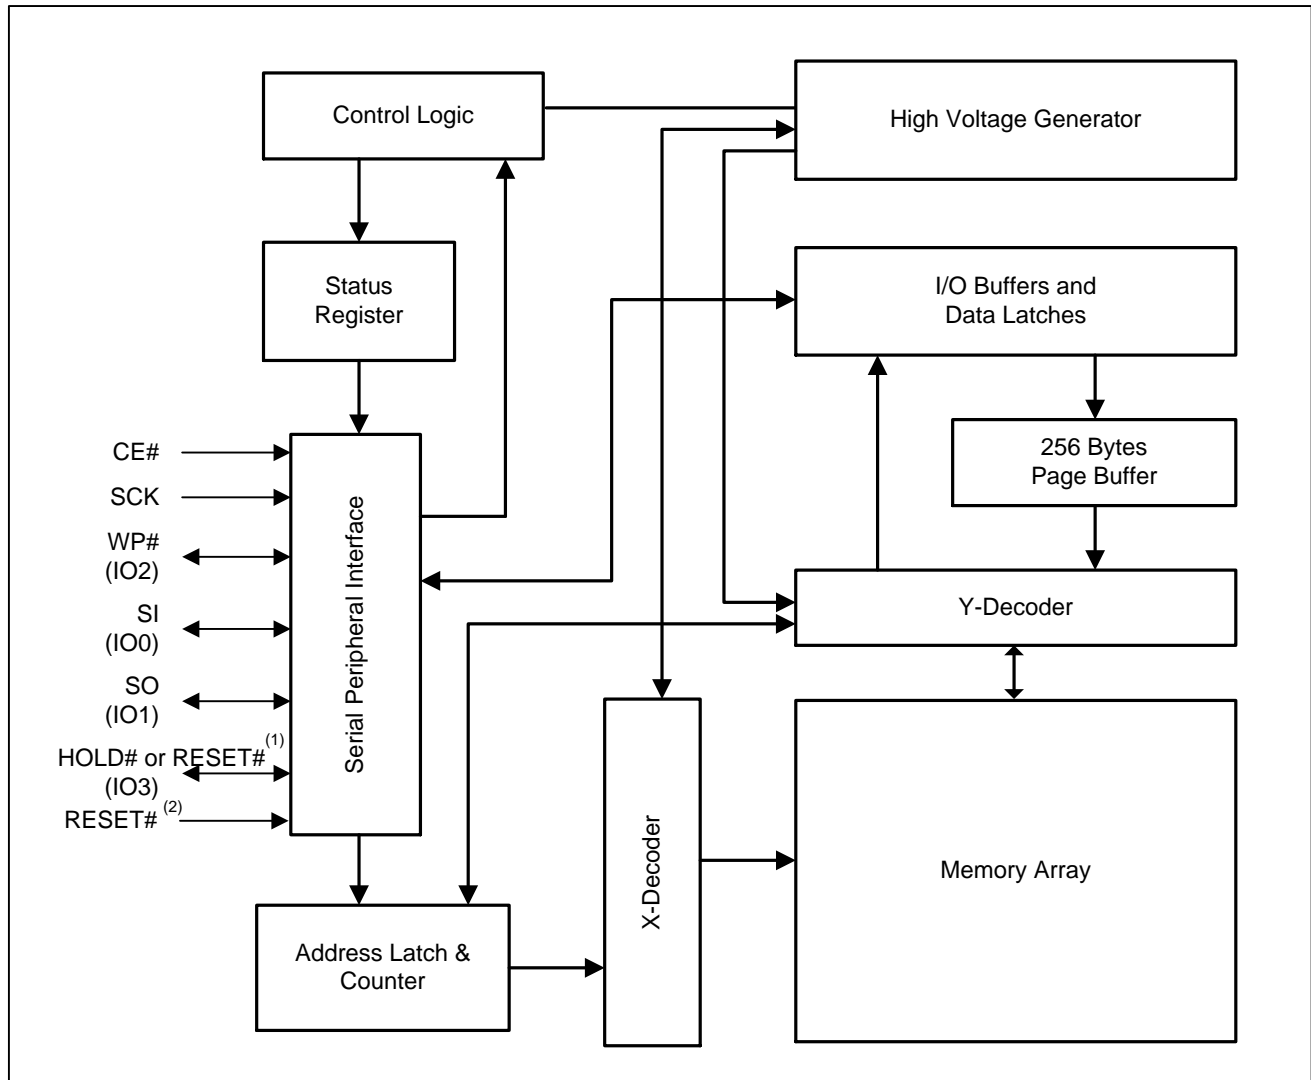 Control Logic
High Voltage Generator
Status
Register
I/O Buffers and
Data Latches
256 Bytes
Page Buffer
CE#
SCK
WP#
(IO2)
SI
(IO0)
SO
(IO1)
HOLD# or RESET# (1)
(IO3)
RESET# (2)
Serial Peripheral Interface
Y-Decoder
X-Decoder
Memory Array
Address Latch &
Counter